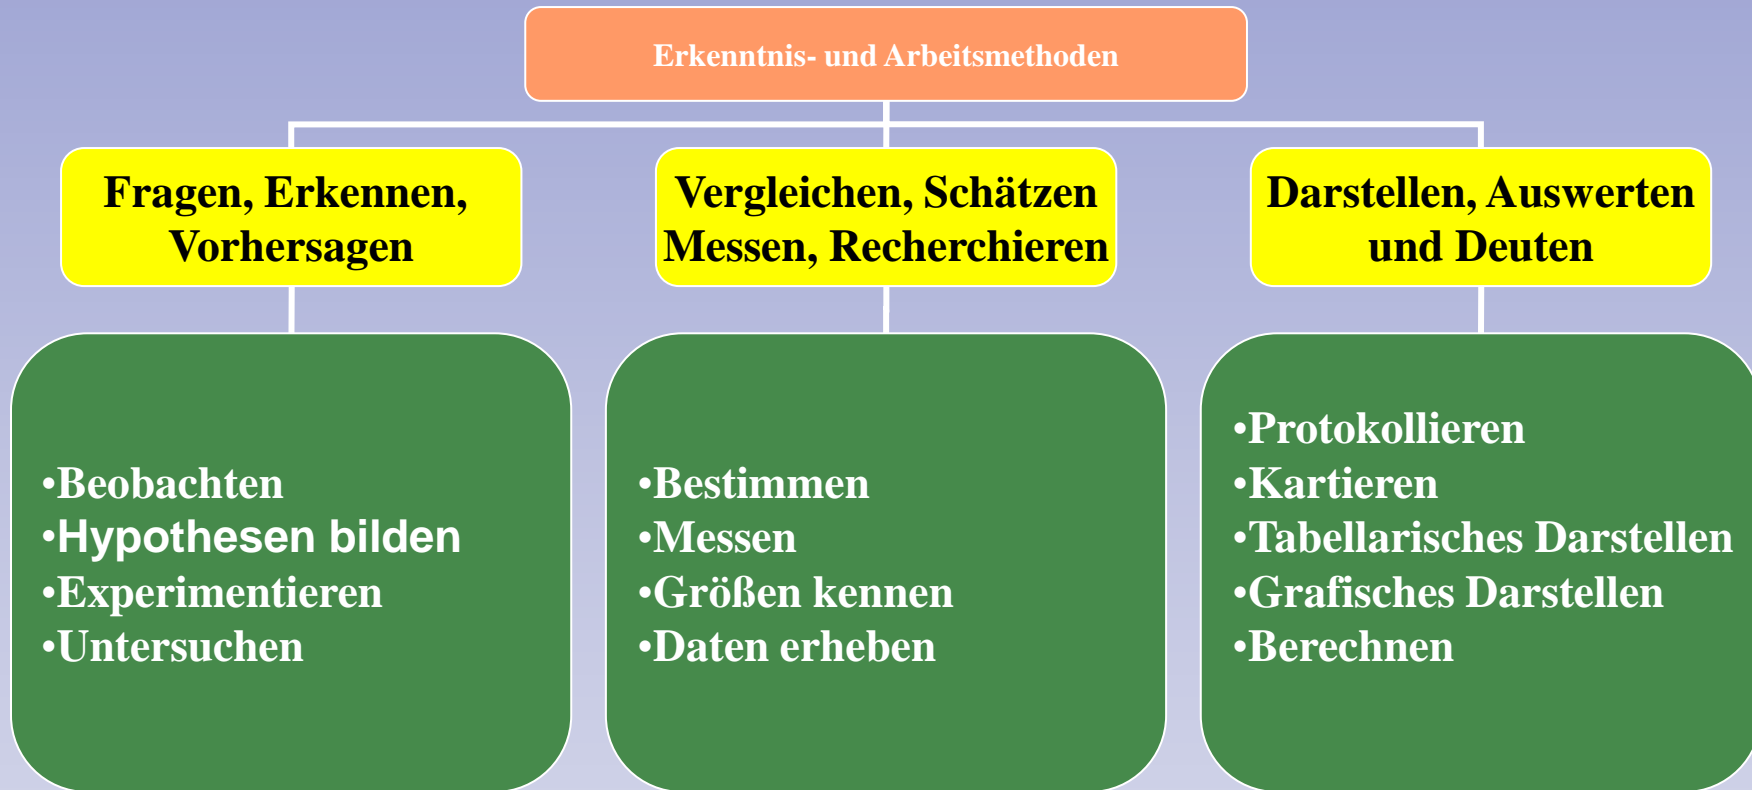 Erkenntnis- und Arbeitsmethoden
Fragen, Erkennen,
Vorhersagen
•Beobachten
•Hypothesen bilden
•Experimentieren
•Untersuchen
Vergleichen, Schätzen
Messen, Recherchieren
•Bestimmen
•Messen
•Größen kennen
•Daten erheben
Darstellen, Auswerten
und Deuten
•Protokollieren
•Kartieren
•Tabellarisches Darstellen
•Grafisches Darstellen
•Berechnen